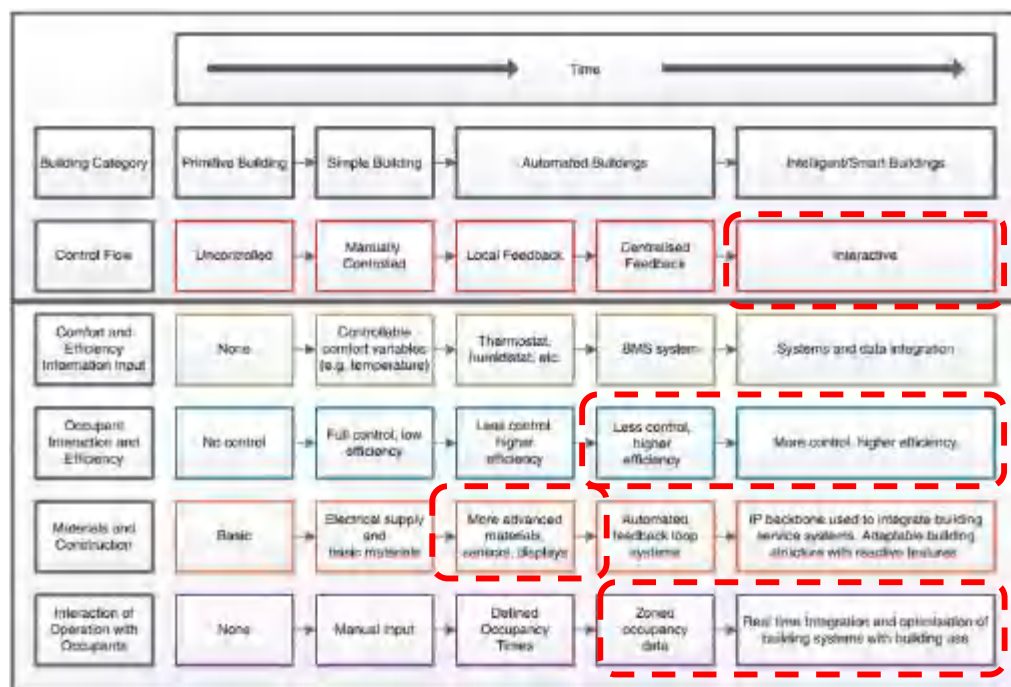 Time
Building Category
Primitive Building
Simple Building
Automated Buildings
Intelligent/Smart Buildings
Control Flow
Uncontrolled
Manually
Controlled
Local Feedback
Centralised
Feedback
Interactive
Comfort and
Efficiency
Information Input
None
Controllable
comfort variables
(e.g. temperature)
Thermostat,
humidistat, etc.
BMS system
Systems and data integration
Occupant
Interaction and
Efficiency
No control
Full control, low
efficiency
Less control
higher
efficiency
Less control,
higher
efficiency
More control, higher efficiency
Materials and
Construction
Basic
Electrical supply
and
basic materials
More advanced
materials,
sensors, displays
Automated
feedback loop
systems
IP backbone used to integrate building
service systems. Adaptable building
structure with reactive features
Interaction of
Operation with
Occupants
None
Manual Input
Defined
Occupancy
Times
Zoned
occupancy
data
Real time integration and optimisation of
building systems with building use